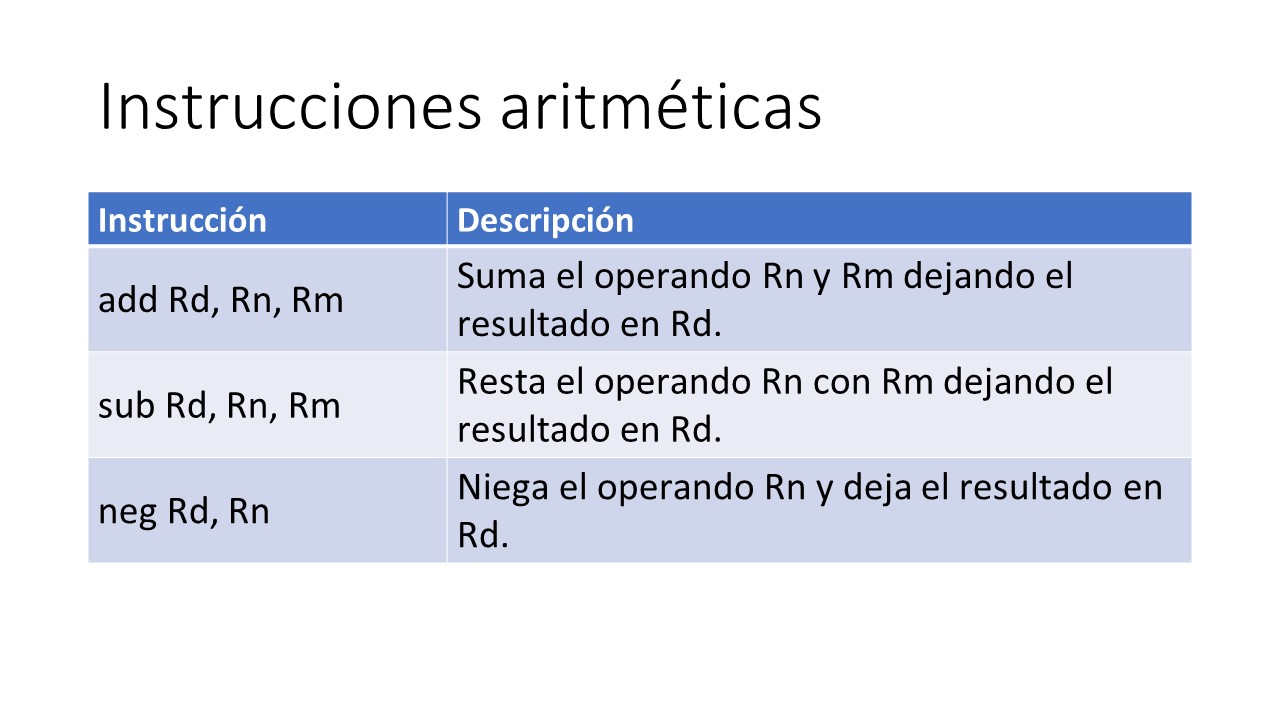 Instrucciones aritméticas
Instrucción
Descripción
add Rd, Rn, Rm
Suma el operando Rn y Rm dejando el
resultado en Rd.
sub Rd, Rn, Rm
Resta el operando Rn con Rm dejando el
resultado en Rd.
neg Rd, Rn
Niega el operando Rn y deja el resultado en
Rd.